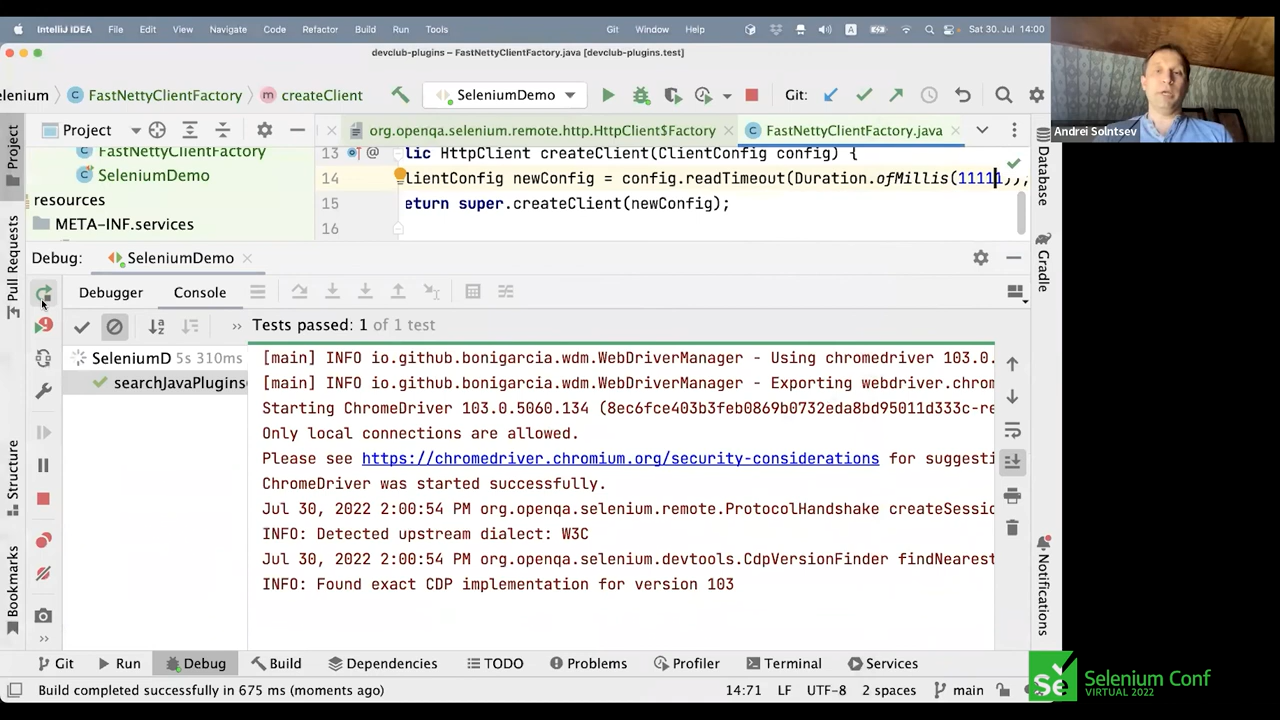 IntelliJ IDEA File Edit View Navigate Code Refactor Build Run Tools Git Window Help A Sat 30. Jul 14:00
devclub-plugins – FastNettyClientFactory.java [devclub-plugins.test]
elenium FastNettyClientFactory createClient SeleniumDemo Git:
Project org.openqa.selenium.remote.http.HttpClient$Factory FastNettyClientFactory.java
Andrei Solntsev
FastNettyClientFactory
SeleniumDemo
resources
META-INF.services
13 @ lic HttpClient createClient(ClientConfig config) {
14 lientConfig newConfig = config.readTimeout(Duration.ofMillis(11111));
15 eturn super.createClient(newConfig);
16
Debug: SeleniumDemo
Debugger Console
Tests passed: 1 of 1 test
SeleniumD 5s 310ms
searchJavaPlugins
[main] INFO io.github.bonigarcia.wdm.WebDriverManager - Using chromedriver 103.0.
[main] INFO io.github.bonigarcia.wdm.WebDriverManager - Exporting webdriver.chrom
Starting ChromeDriver 103.0.5060.134 (8ec6fce403b3feb0869b0732eda8bd95011d333c-re
Only local connections are allowed.
Please see https://chromedriver.chromium.org/security-considerations for suggesti
ChromeDriver was started successfully.
Jul 30, 2022 2:00:54 PM org.openqa.selenium.remote.ProtocolHandshake createSessio
INFO: Detected upstream dialect: W3C
Jul 30, 2022 2:00:54 PM org.openqa.selenium.devtools.CdpVersionFinder findNearest
INFO: Found exact CDP implementation for version 103
Project
Pull Requests
Structure
Bookmarks
Database
Gradle
Notifications
Git Run Debug Build Dependencies TODO Problems Profiler Terminal Services
Build completed successfully in 675 ms (moments ago) 14:71 LF UTF-8 2 spaces main
Se Selenium Conf
VIRTUAL 2022